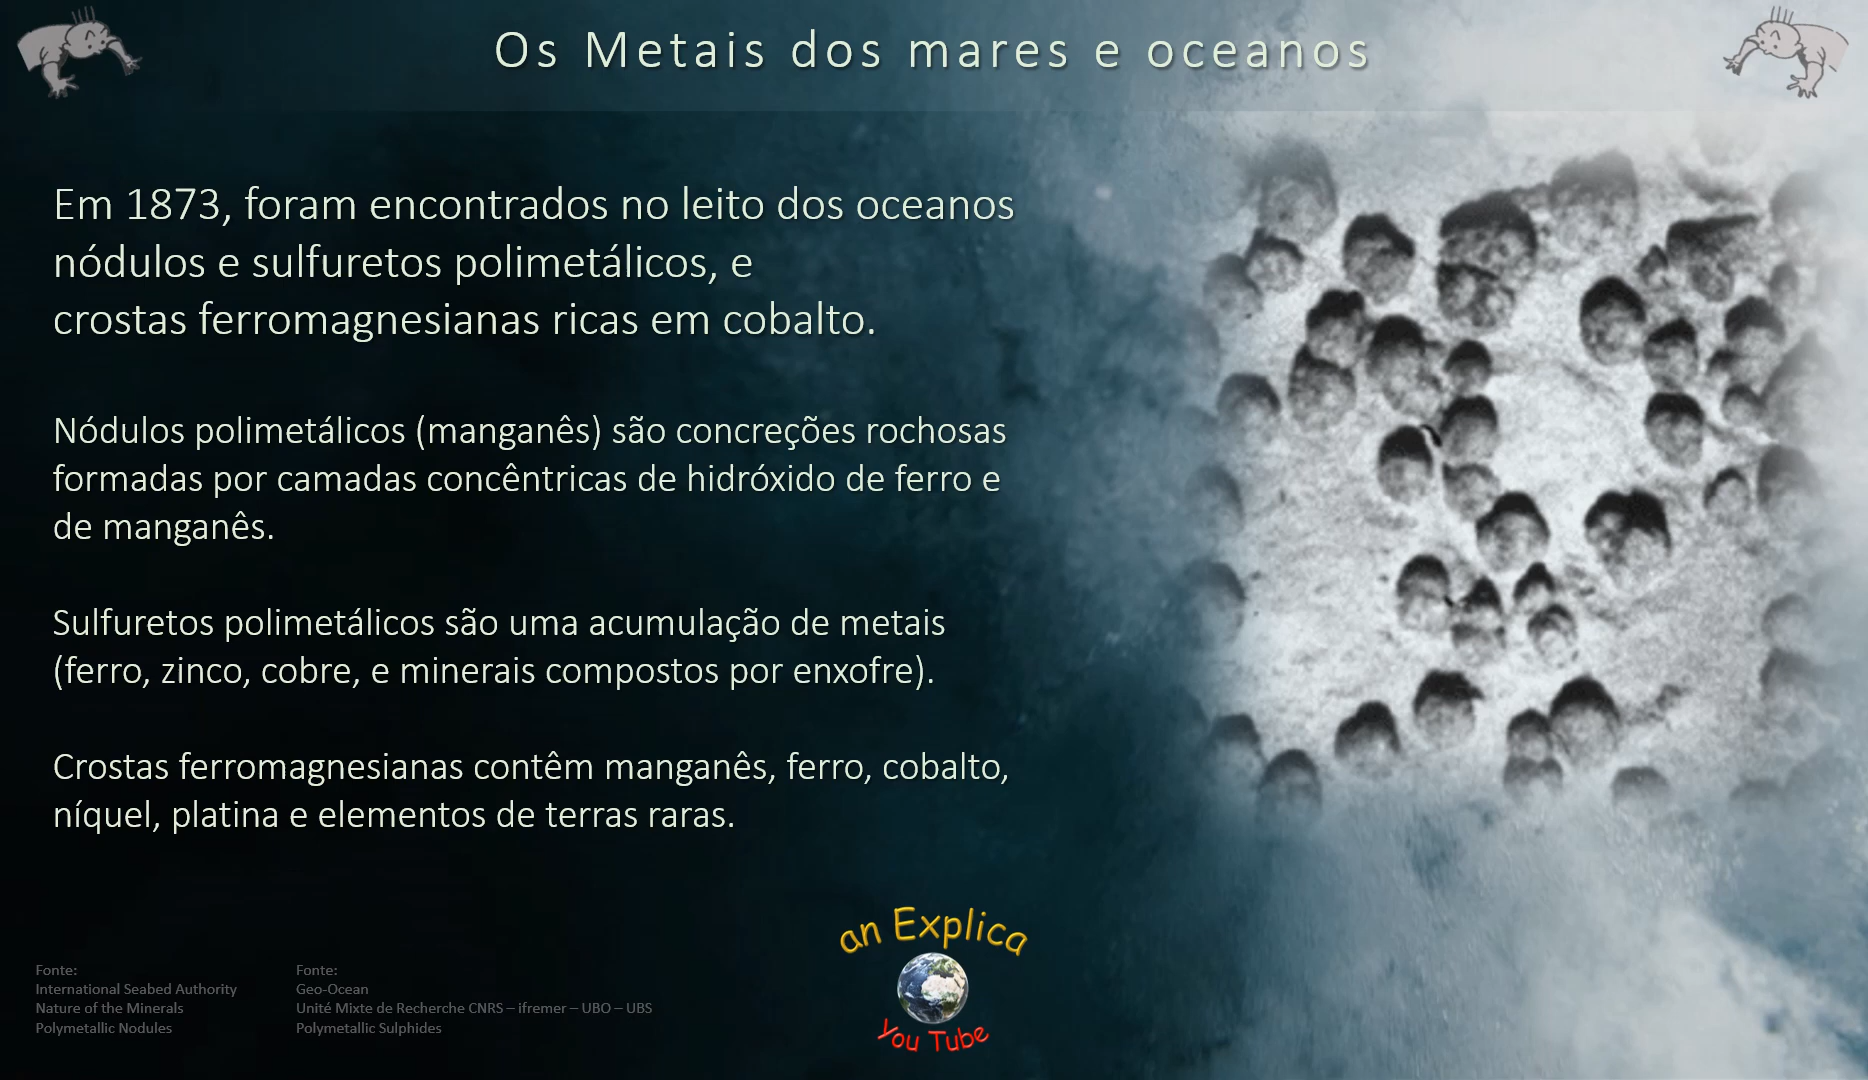 Os Metais dos mares e oceanos
Em 1873, foram encontrados no leito dos oceanos
nódulos e sulfuretos polimetálicos, e
crostas ferromagnesianas ricas em cobalto.
Nódulos polimetálicos (manganês) são concreções rochosas
formadas por camadas concêntricas de hidróxido de ferro e
de manganês.
Sulfuretos polimetálicos são uma acumulação de metais
(ferro, zinco, cobre, e minerais compostos por enxofre).
Crostas ferromagnesianas contêm manganês, ferro, cobalto,
níquel, platina e elementos de terras raras.
Fonte:
International Seabed Authority
Nature of the Minerals
Polymetallic Nodules
Fonte:
Geo-Ocean
Unité Mixte de Recherche CNRS – ifremer – UBO – UBS
Polymetallic Sulphides
an Explica
You Tube